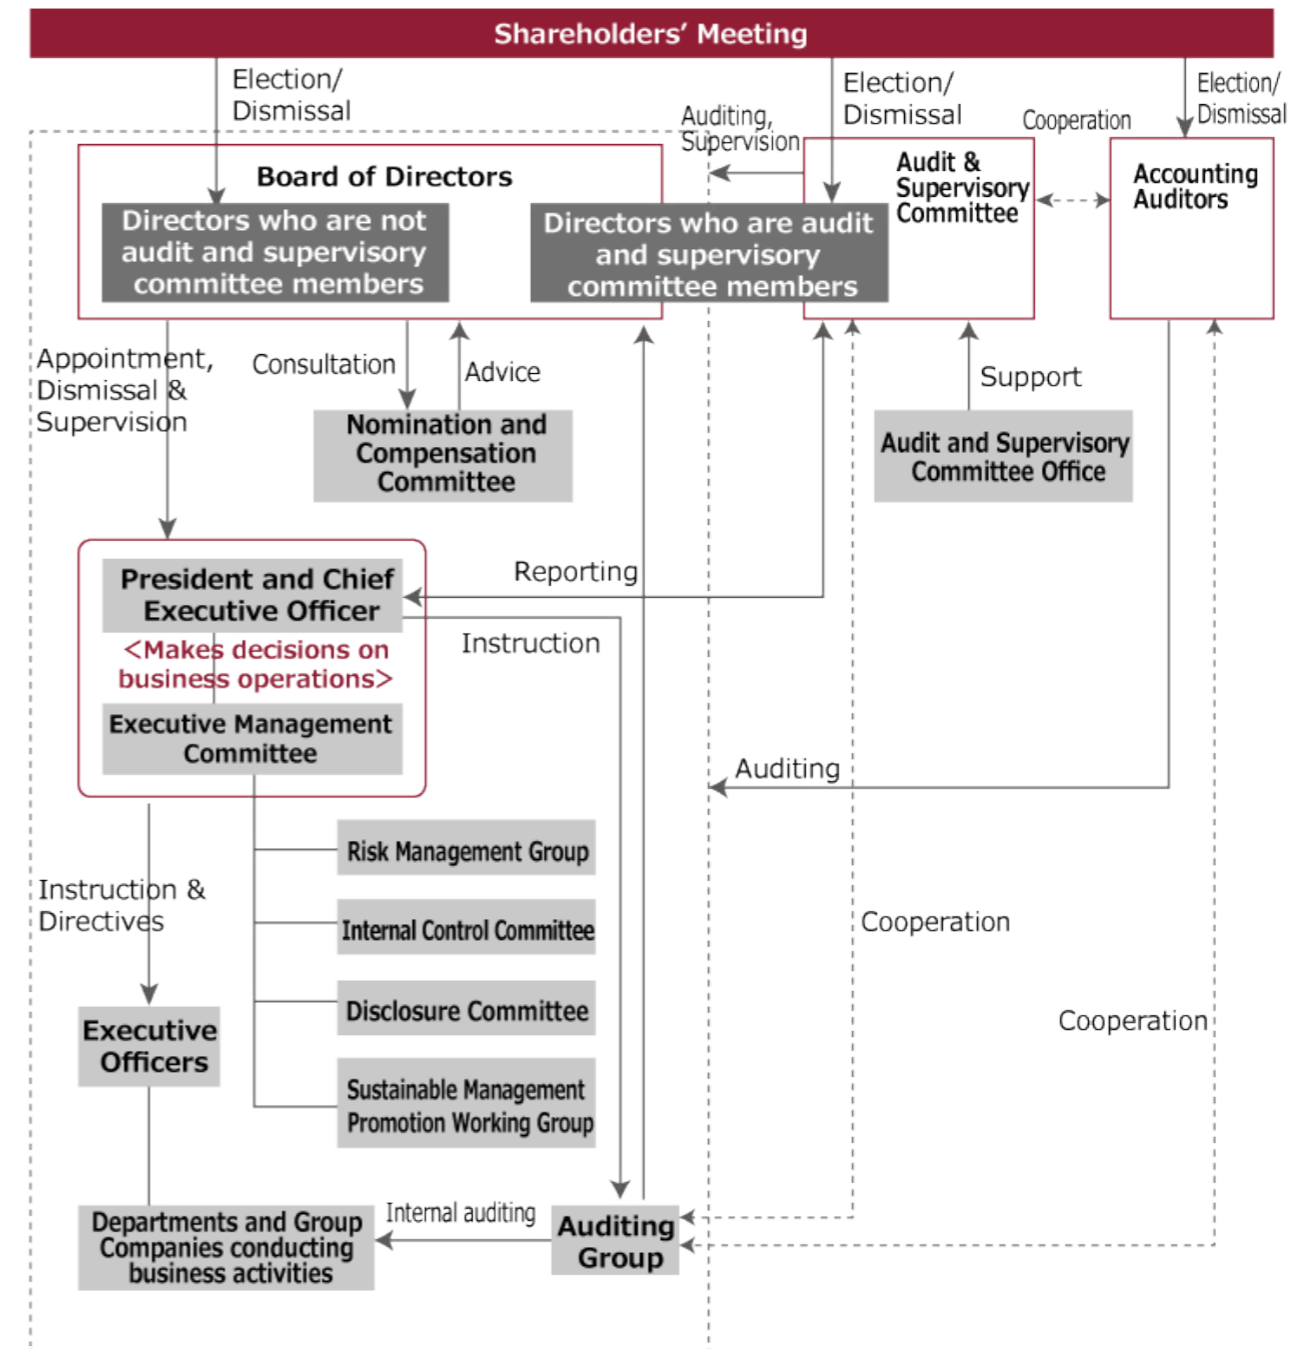 Shareholders’ Meeting
Election/
Dismissal
Election/
Dismissal
Election/
Dismissal
Auditing,
Supervision
Cooperation
Board of Directors
Audit &
Supervisory
Committee
Accounting
Auditors
Directors who are not
audit and supervisory
committee members
Directors who are audit
and supervisory
committee members
Appointment,
Dismissal &
Supervision
Consultation
Advice
Support
Nomination and
Compensation
Committee
Audit and Supervisory
Committee Office
President and Chief
Executive Officer
Reporting
<Makes decisions on
business operations>
Instruction
Executive Management
Committee
Auditing
Risk Management Group
Instruction &
Directives
Internal Control Committee
Cooperation
Disclosure Committee
Cooperation
Executive
Officers
Sustainable Management
Promotion Working Group
Departments and Group
Companies conducting
business activities
Internal auditing
Auditing
Group